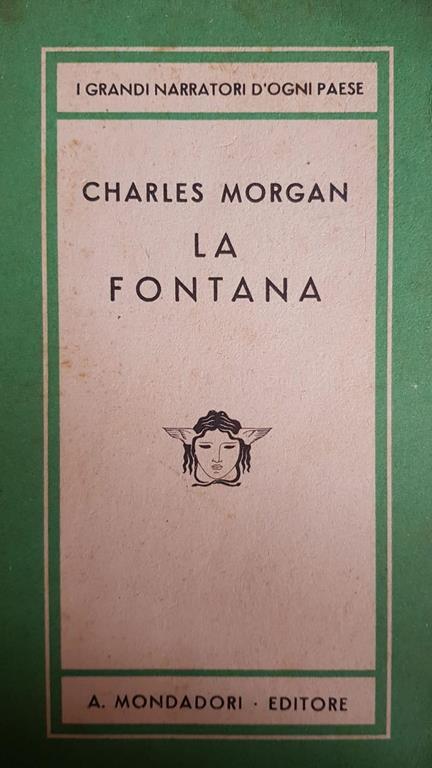 I GRANDI NARRATORI D'OGNI PAESE
CHARLES MORGAN
LA
FONTANA
A. MONDADORI · EDITORE